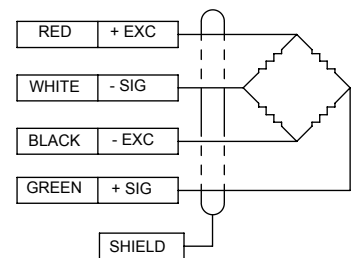 RED + EXC
WHITE - SIG
BLACK - EXC
GREEN + SIG
SHIELD